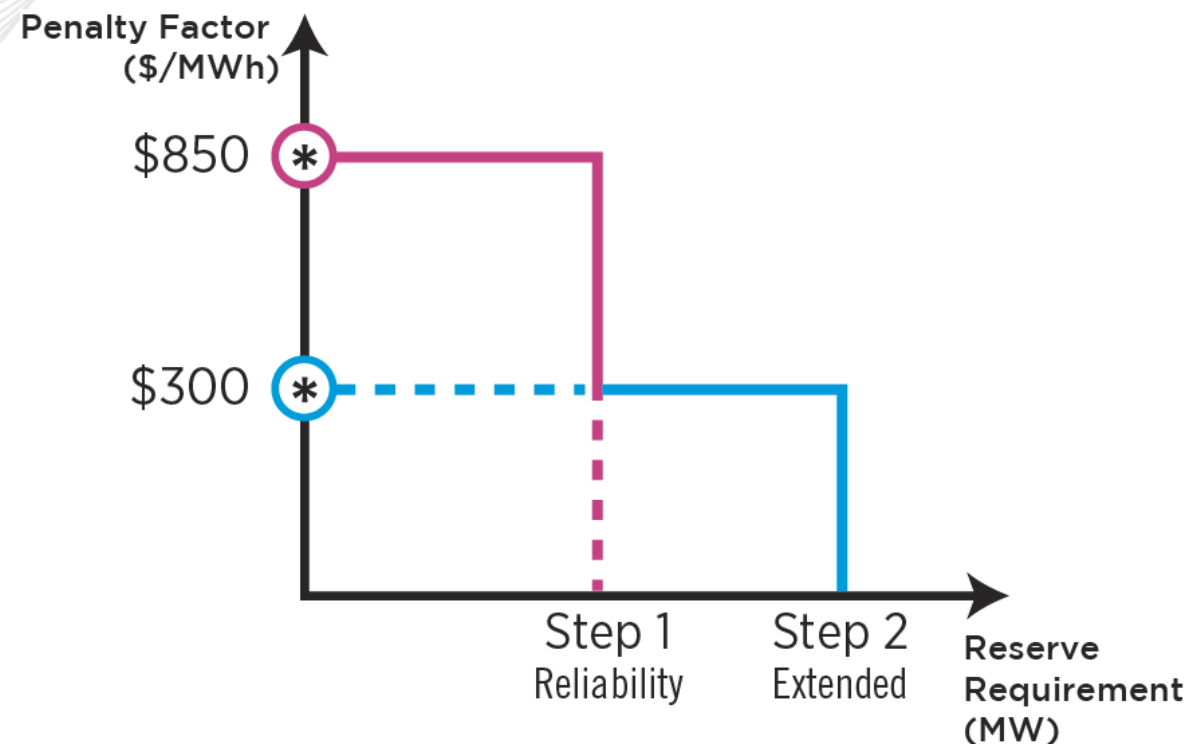 Penalty Factor
($/MWh)
$850
*
$300
*
Step 1
Reliability
Step 2
Extended
Reserve
Requirement
(MW)